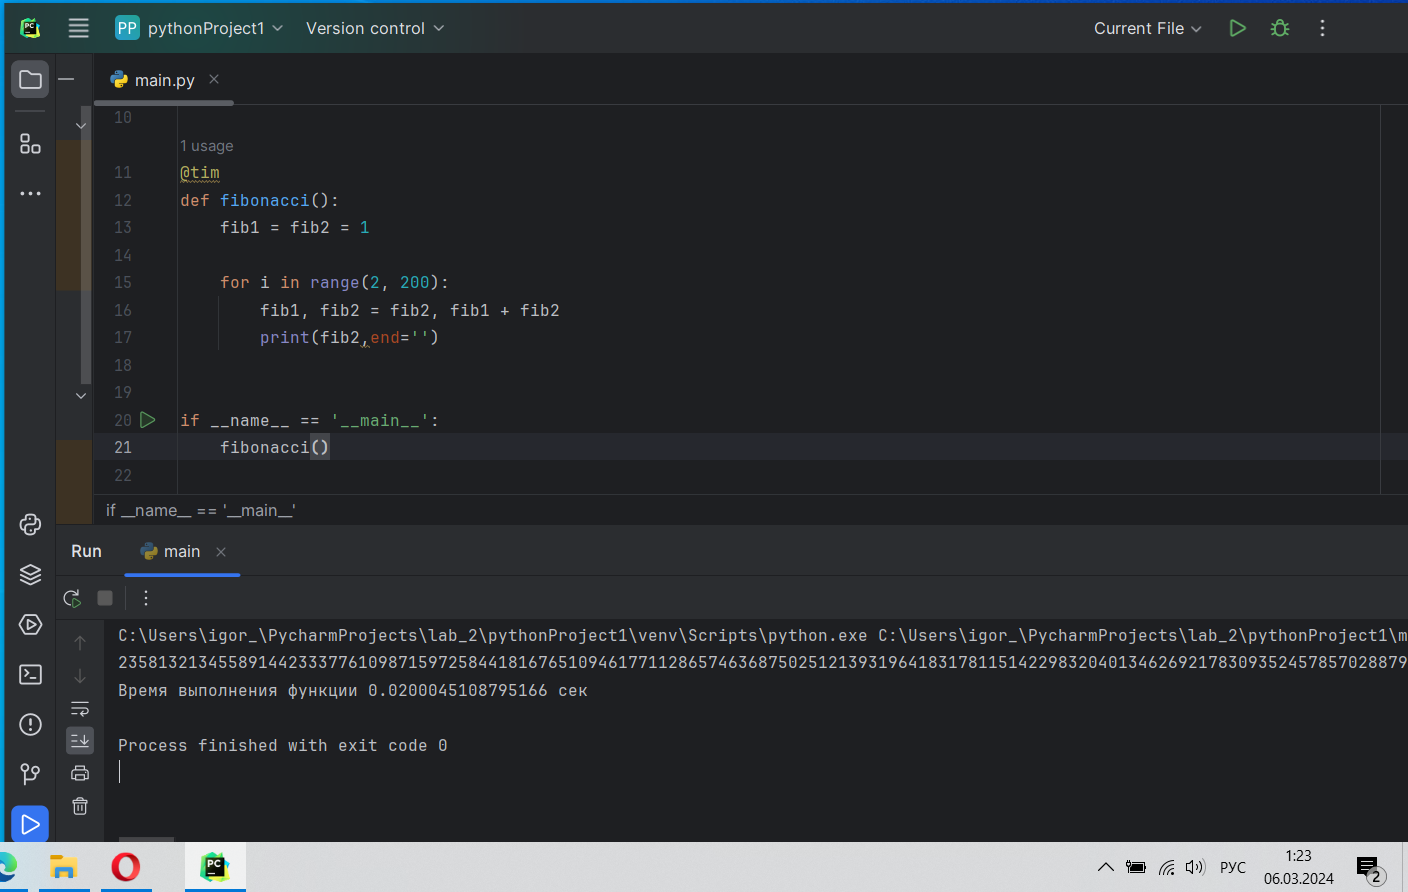 PC
PP pythonProject1 Version control Current File
main.py
10
1 usage
11 @tim
12 def fibonacci():
13 fib1 = fib2 = 1
14
15 for i in range(2, 200):
16 fib1, fib2 = fib2, fib1 + fib2
17 print(fib2,end='')
18
19
20 if __name__ == '__main__':
21 fibonacci()
22
if __name__ == '__main__'
Run main
C:\Users\igor_\PycharmProjects\lab_2\pythonProject1\venv\Scripts\python.exe C:\Users\igor_\PycharmProjects\lab_2\pythonProject1\m
235813213455891442333776109871597258441816765109461771128657463687502512139319641831781151422983204013462692178309352457857028879
Время выполнения функции 0.0200045108795166 сек
Process finished with exit code 0
PC
РУС
1:23
06.03.2024
2